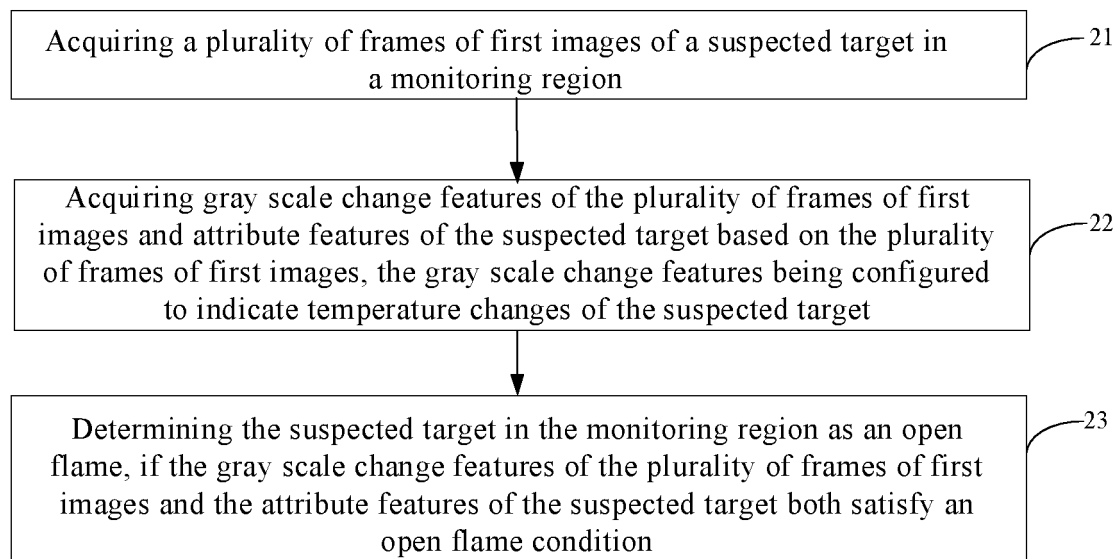 Acquiring a plurality of frames of first images of a suspected target in
a monitoring region
21
Acquiring gray scale change features of the plurality of frames of first
images and attribute features of the suspected target based on the plurality
of frames of first images, the gray scale change features being configured
to indicate temperature changes of the suspected target
22
Determining the suspected target in the monitoring region as an open
flame, if the gray scale change features of the plurality of frames of first
images and the attribute features of the suspected target both satisfy an
open flame condition
23